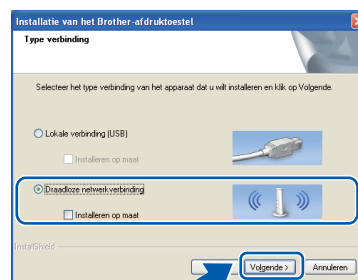 Installatie van het Brother-afdruktoestel
Type verbinding
Selecteer het type verbinding van het apparaat dat u wilt installeren en klik op Volgende.
Lokale verbinding (USB)
Installeren op maat
Draadloze netwerkverbinding
Installeren op maat
InstallShield
Volgende >
Annuleren